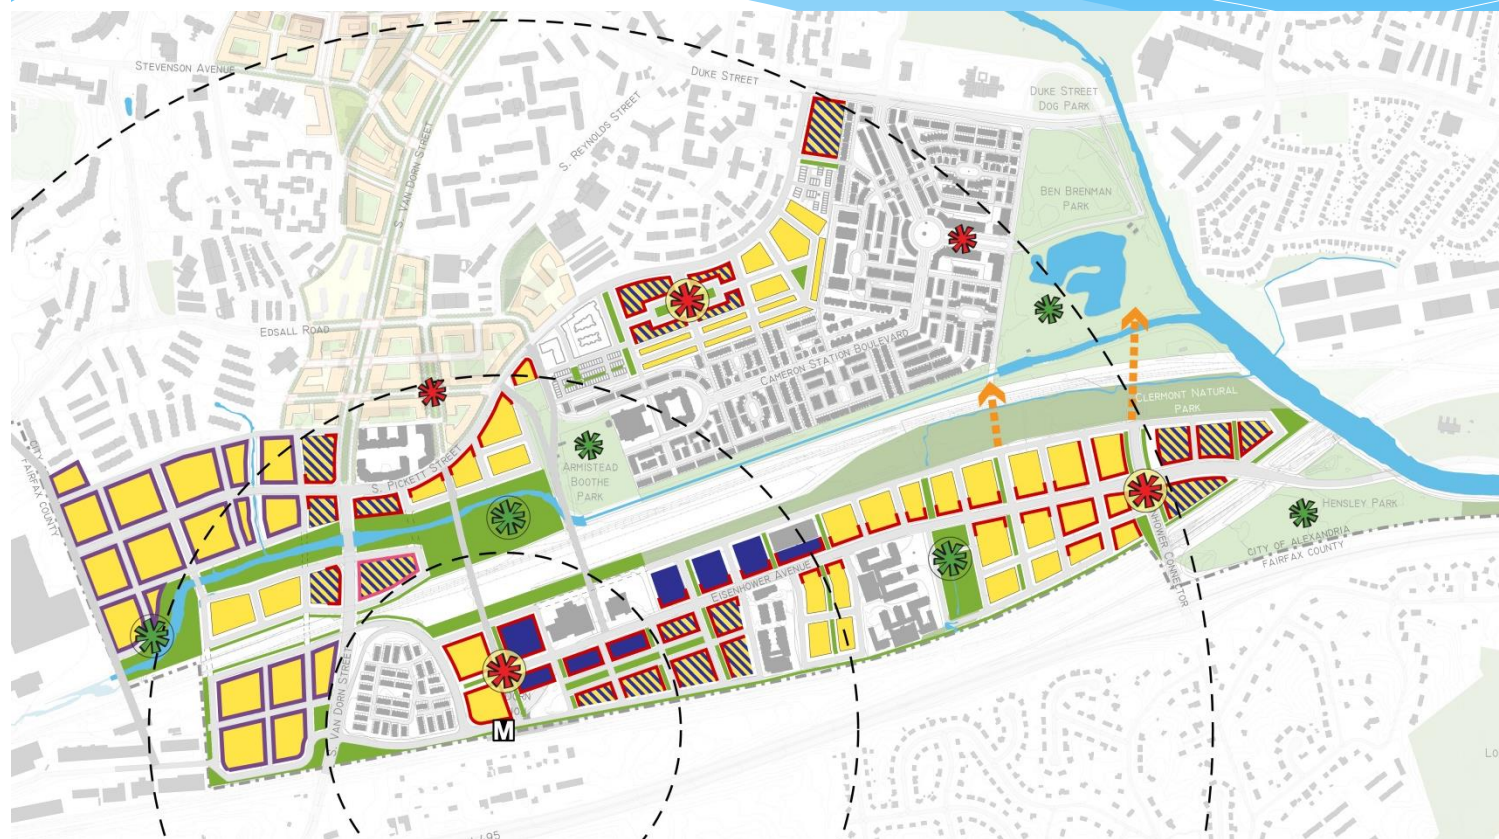 STEVENSON AVENUE
DUKE STREET
DUKE STREET
DOG PARK
S. REYNOLDS STREET
S. VAN DORN STREET
BEN BRENMAN
PARK
EDSALL ROAD
CAMERON STATION BOULEVARD
CLERMONT NATURAL
PARK
CITY OF
FAIRFAX COUNTY
S. PICKETT STREET
ARMISTEAD
BOOTHE
PARK
HENSLEY PARK
CITY OF ALEXANDRIA
FAIRFAX COUNTY
EISENHOWER AVENUE
CONNECTOR
S. VAN DORN STREET
M
Lo